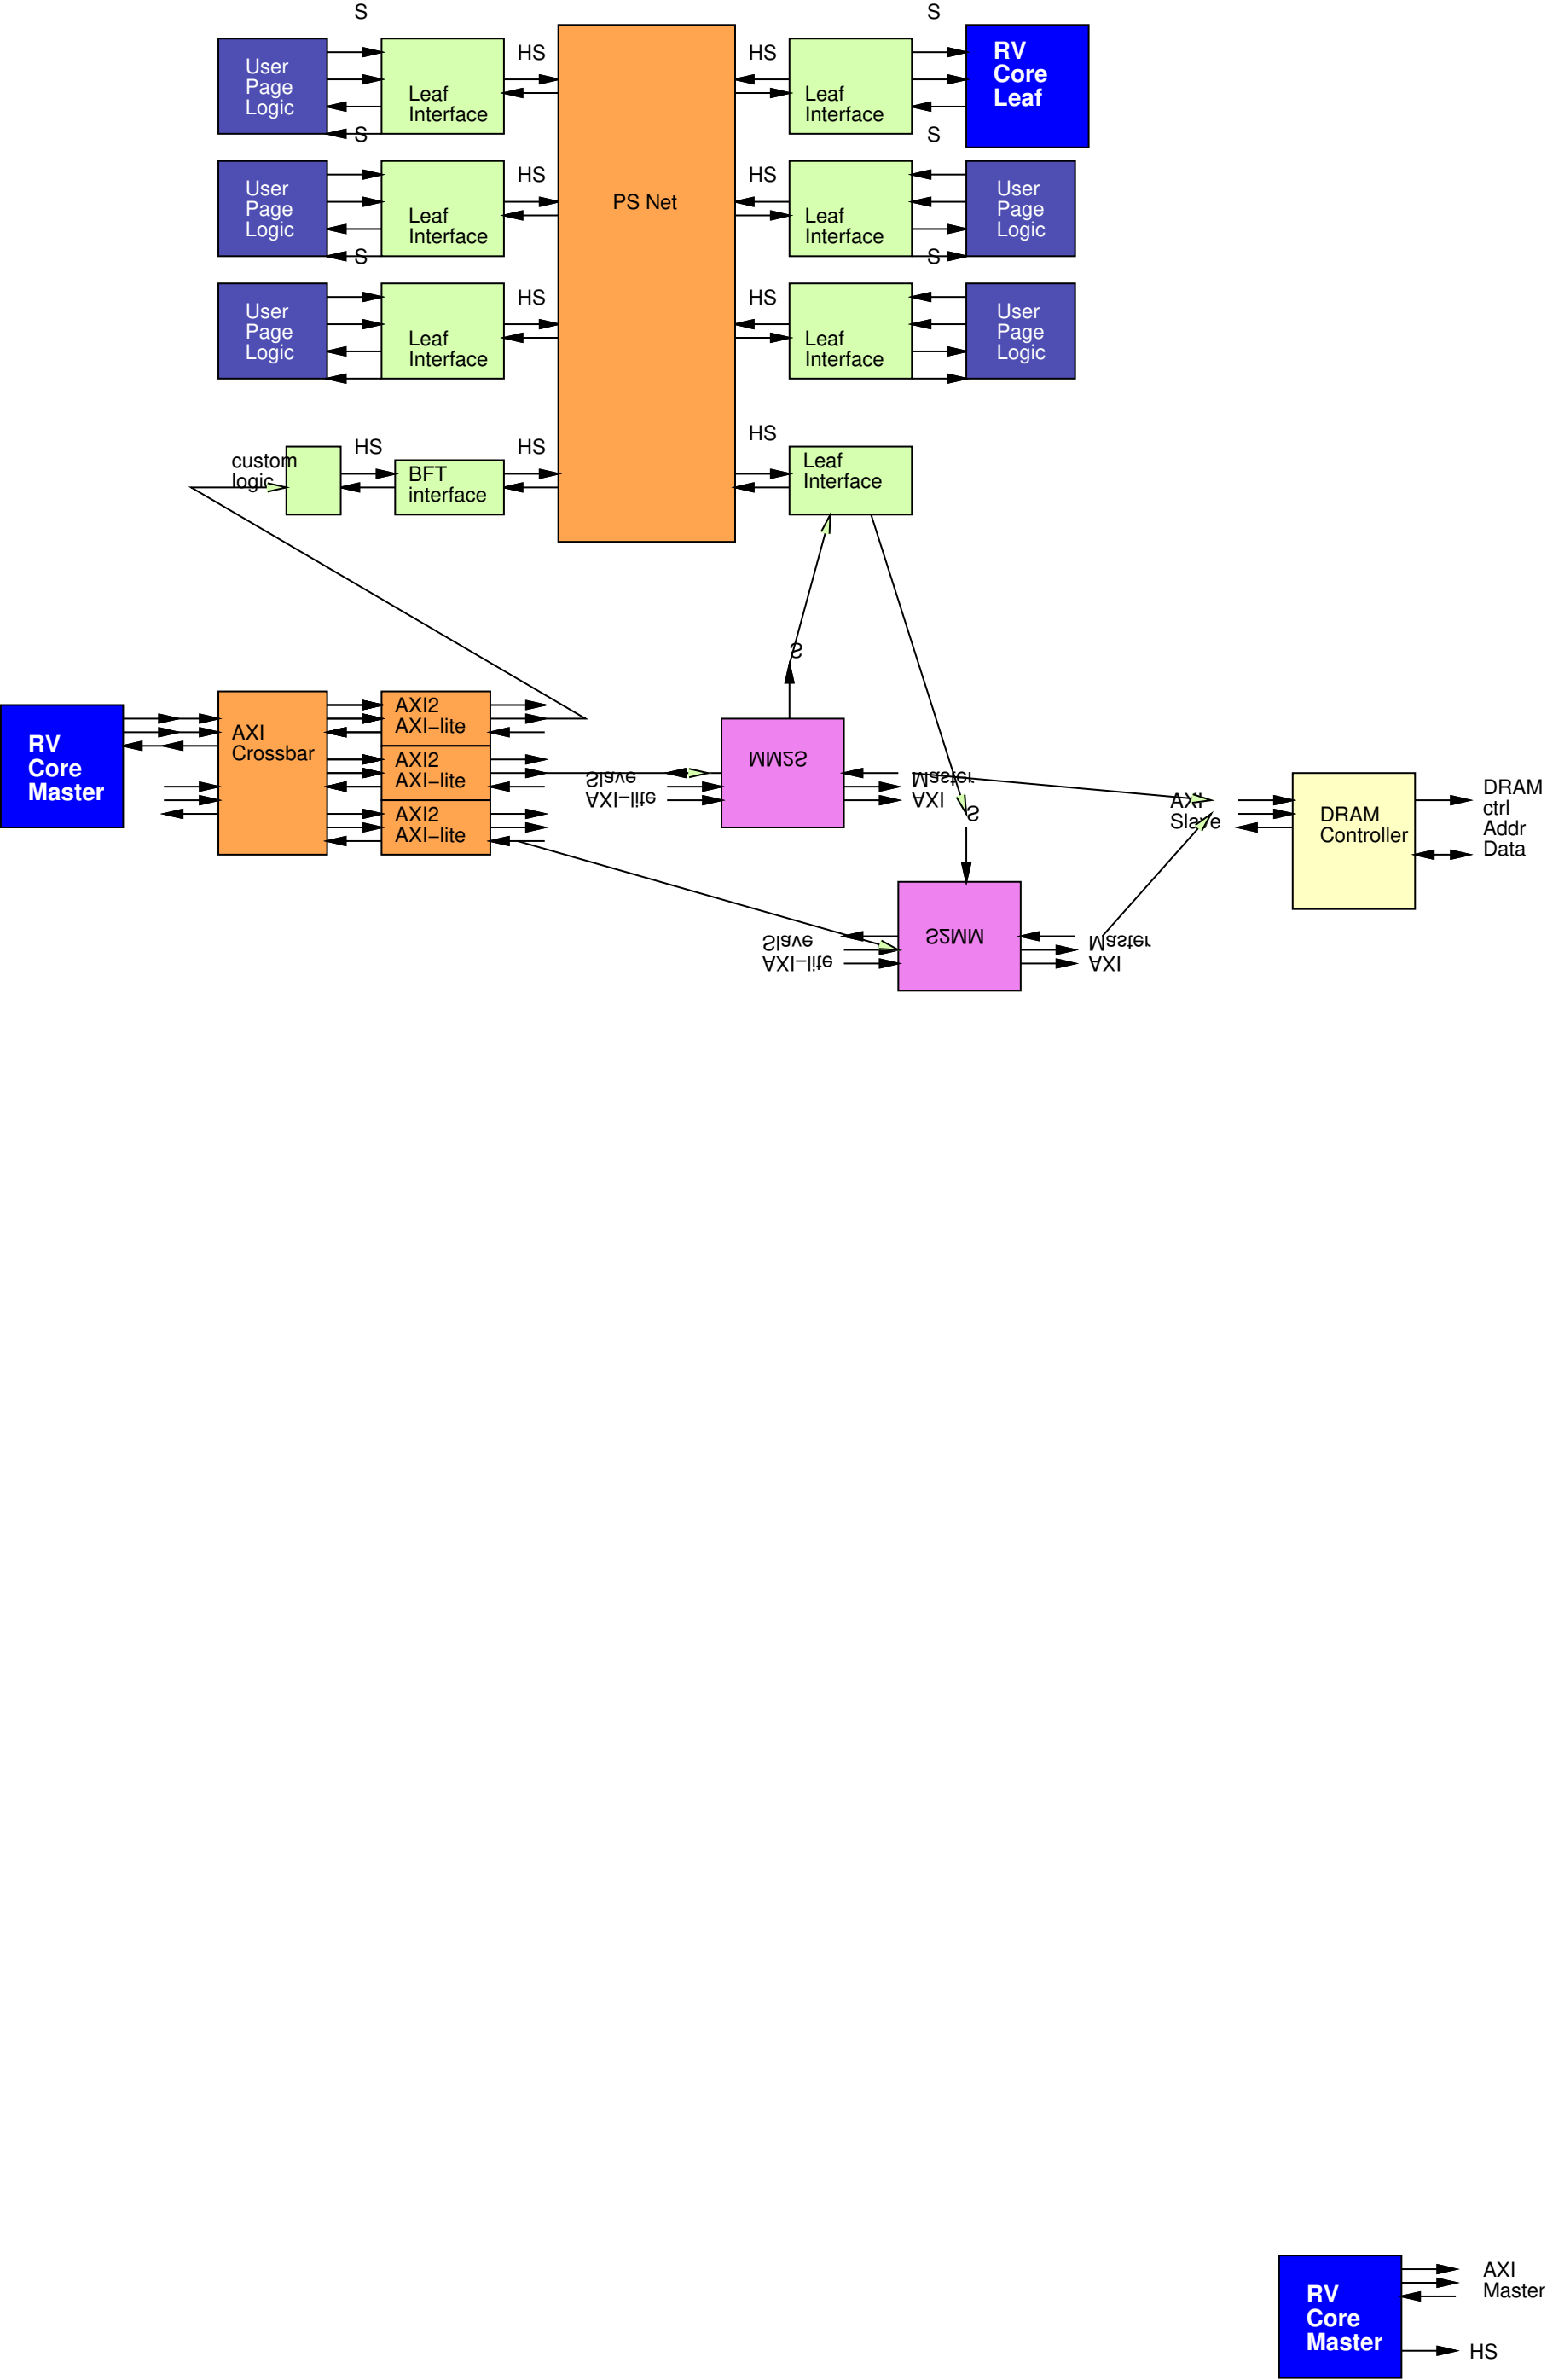 S
S
HS
HS
User
Page
Logic
Leaf
Interface
Leaf
Interface
RV
Core
Leaf
S
S
HS
HS
User
Page
Logic
Leaf
Interface
PS Net
Leaf
Interface
User
Page
Logic
S
S
HS
HS
User
Page
Logic
Leaf
Interface
Leaf
Interface
User
Page
Logic
custom
logic
HS
BFT
interface
HS
HS
Leaf
Interface
S
RV
Core
Master
AXI
Crossbar
AXI2
AXI-lite
AXI2
AXI-lite
AXI2
AXI-lite
Slave
AXI-lite
MM2S
Master
AXI
S
AXI
Slave
DRAM
Controller
DRAM
ctrl
Addr
Data
Slave
AXI-lite
S2MM
Master
AXI
RV
Core
Master
AXI
Master
HS